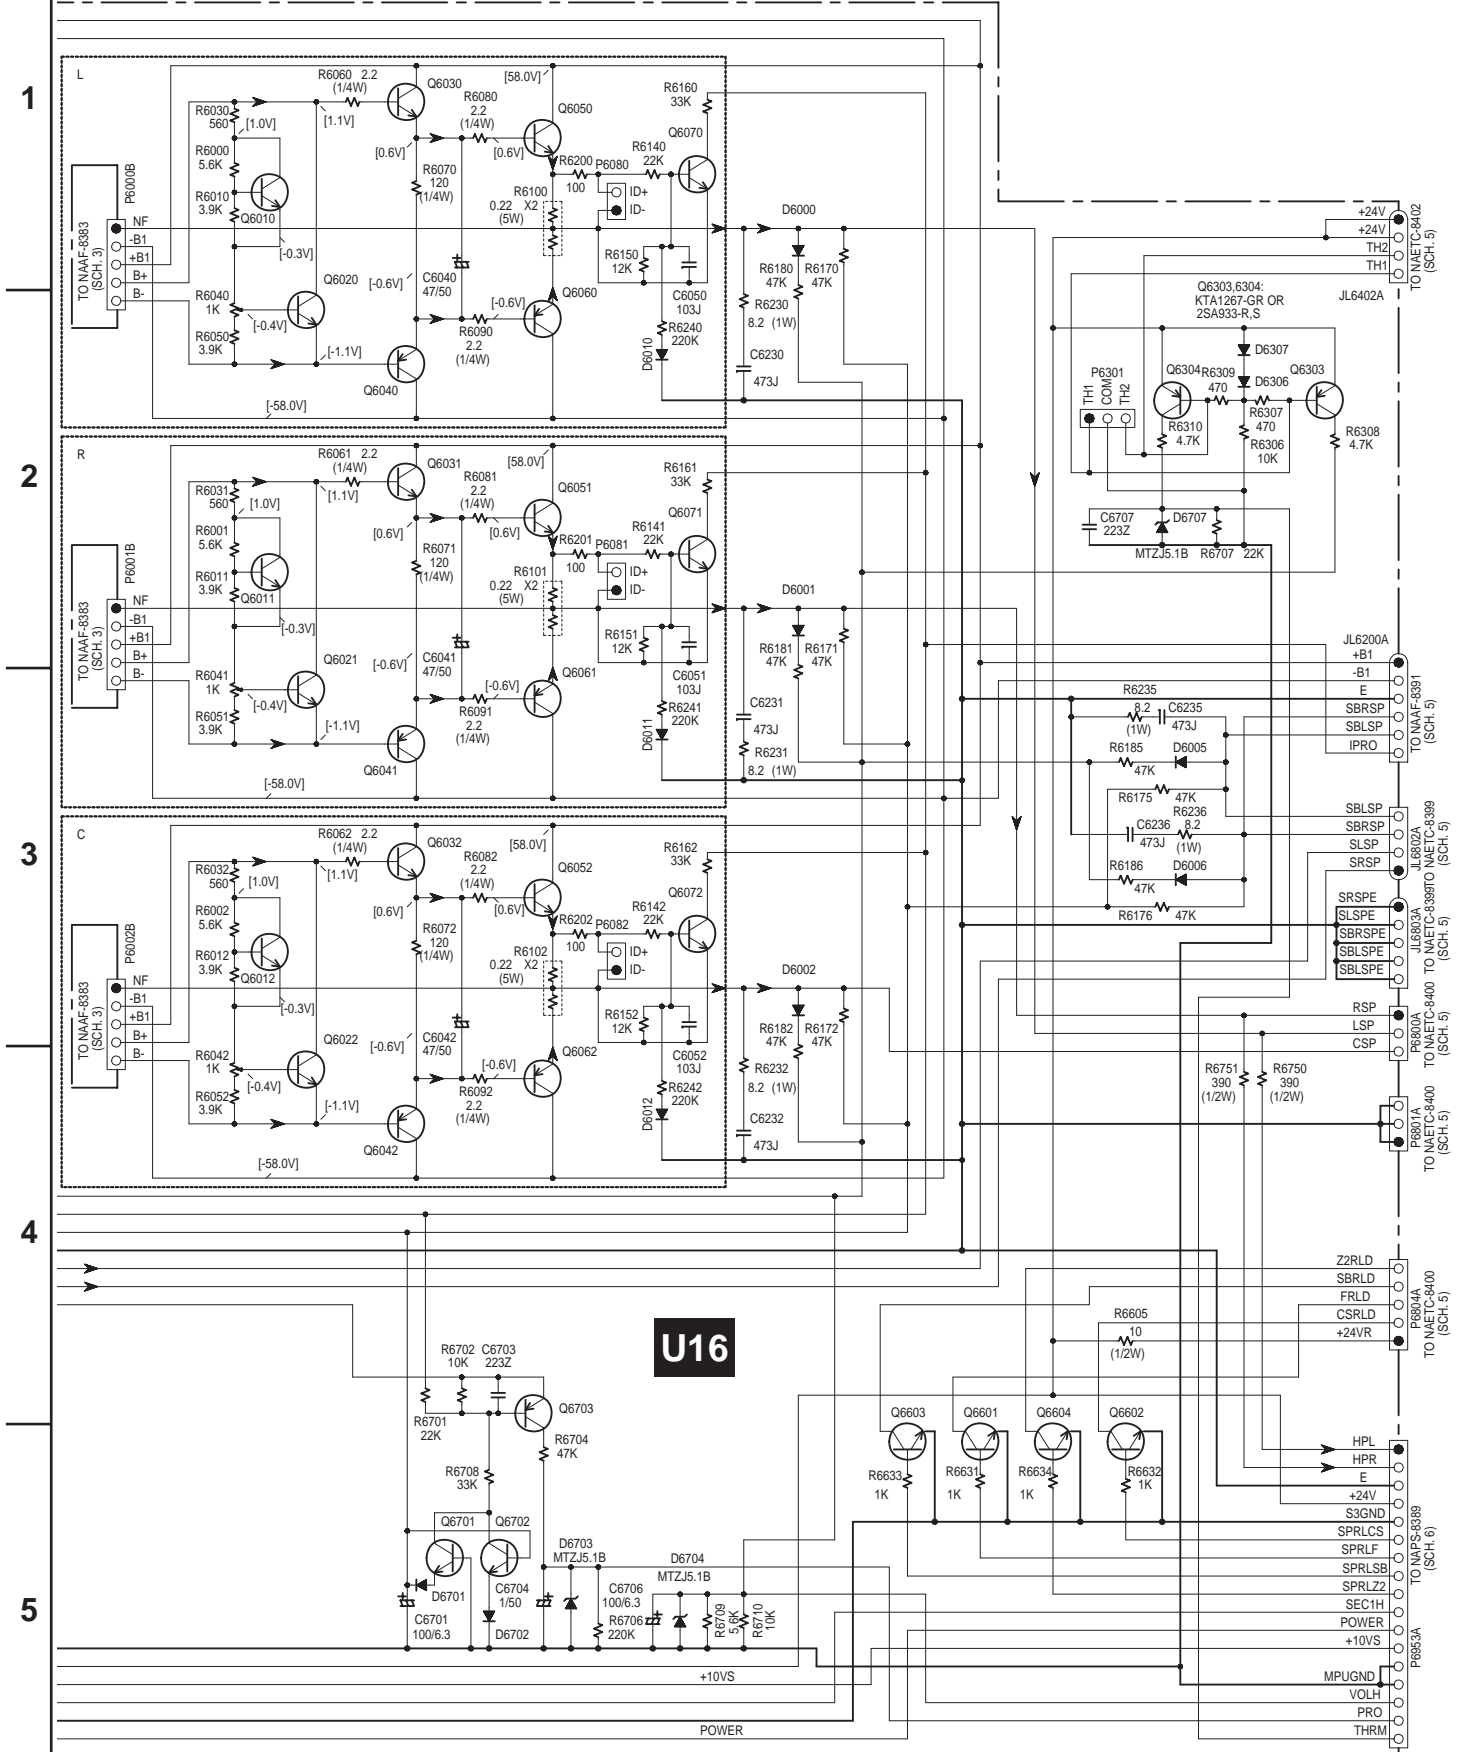 1
2
3
4
5
L
R6060 2.2
(1/4W)
Q6030
[58.0V]
R6160
33K
R6030
560
[1.0V]
[1.1V]
R6080
2.2
(1/4W)
Q6050
Q6070
R6000
5.6K
[0.6V]
[0.6V]
R6200
100
P6080
R6140
22K
R6070
120
(1/4W)
R6010
3.9K
Q6010
R6100
0.22 X2
(5W)
ID+
ID-
P6000B
TO NAAF-8383
(SCH. 3)
NF
-B1
+B1
B+
B-
[-0.3V]
Q6020
[-0.6V]
C6040
47/50
[-0.6V]
Q6060
R6150
12K
C6050
103J
R6040
1K
[-0.4V]
R6050
3.9K
[-1.1V]
R6090
2.2
(1/4W)
R6240
220K
D6010
Q6040
[-58.0V]
D6000
R6180
47K
R6170
47K
R6230
8.2 (1W)
C6230
473J
R
R6061 2.2
(1/4W)
Q6031
[58.0V]
R6161
33K
R6031
560
[1.0V]
[1.1V]
R6081
2.2
(1/4W)
Q6051
Q6071
R6001
5.6K
[0.6V]
[0.6V]
R6201
100
P6081
R6141
22K
R6071
120
(1/4W)
R6011
3.9K
Q6011
R6101
0.22 X2
(5W)
ID+
ID-
P6001B
TO NAAF-8383
(SCH. 3)
NF
-B1
+B1
B+
B-
[-0.3V]
Q6021
[-0.6V]
C6041
47/50
[-0.6V]
Q6061
R6151
12K
C6051
103J
R6041
1K
[-0.4V]
R6051
3.9K
[-1.1V]
R6091
2.2
(1/4W)
R6241
220K
D6011
Q6041
[-58.0V]
D6001
R6181
47K
R6171
47K
C6231
473J
R6231
8.2 (1W)
C
R6062 2.2
(1/4W)
Q6032
[58.0V]
R6162
33K
R6032
560
[1.0V]
[1.1V]
R6082
2.2
(1/4W)
Q6052
Q6072
R6002
5.6K
[0.6V]
[0.6V]
R6202
100
P6082
R6142
22K
R6072
120
(1/4W)
R6012
3.9K
Q6012
R6102
0.22 X2
(5W)
ID+
ID-
P6002B
TO NAAF-8383
(SCH. 3)
NF
-B1
+B1
B+
B-
[-0.3V]
Q6022
[-0.6V]
C6042
47/50
[-0.6V]
Q6062
R6152
12K
C6052
103J
R6042
1K
[-0.4V]
R6052
3.9K
[-1.1V]
R6092
2.2
(1/4W)
R6242
220K
D6012
Q6042
[-58.0V]
D6002
R6182
47K
R6172
47K
R6232
8.2 (1W)
C6232
473J
+24V
+24V
TH2
TH1
TO NAETC-8402
(SCH. 5)
JL6402A
Q6303,6304:
KTA1267-GR OR
2SA933-R,S
D6307
P6301
TH1
COM
TH2
Q6304
R6309
470
D6306
Q6303
R6307
470
R6310
4.7K
R6306
10K
R6308
4.7K
C6707
223Z
D6707
MTZJ5.1B
R6707 22K
JL6200A
+B1
-B1
E
SBRSP
SBLSP
IPRO
TO NAAF-8391
(SCH. 5)
R6235
8.2
(1W)
C6235
473J
R6185
47K
D6005
R6175
47K
R6236
8.2
(1W)
C6236
473J
R6186
47K
D6006
R6176 47K
SBLSP
SBRSP
SLSP
SRSP
JL6802A
TO NAETC-8399
(SCH. 5)
SRSPE
SLSPE
SBRSPE
SBLSPE
SBLSPE
JL6803A
TO NAETC-8399
(SCH. 5)
RSP
LSP
CSP
P6800A
TO NAETC-8400
(SCH. 5)
R6751
390
(1/2W)
R6750
390
(1/2W)
P6801A
TO NAETC-8400
(SCH. 5)
Z2RLD
SBRLD
FRLD
CSRLD
+24VR
P6804A
TO NAETC-8400
(SCH. 5)
R6605
10
(1/2W)
U16
R6702
10K
C6703
223Z
Q6703
R6701
22K
R6704
47K
R6708
33K
Q6701
Q6702
D6703
MTZJ5.1B
D6704
MTZJ5.1B
D6701
C6704
1/50
C6706
100/6.3
C6701
100/6.3
D6702
R6706
220K
R6709
5.6K
R6710
10K
Q6603
Q6601
Q6604
Q6602
R6633
1K
R6631
1K
R6634
1K
R6632
1K
HPL
HPR
E
+24V
S3GND
SPRLCS
SPRLF
SPRLSB
SPRLZ2
SEC1H
POWER
+10VS
MPUGND
VOLH
PRO
THRM
TO NAPS-8389
(SCH. 6)
P6953A
+10VS
POWER